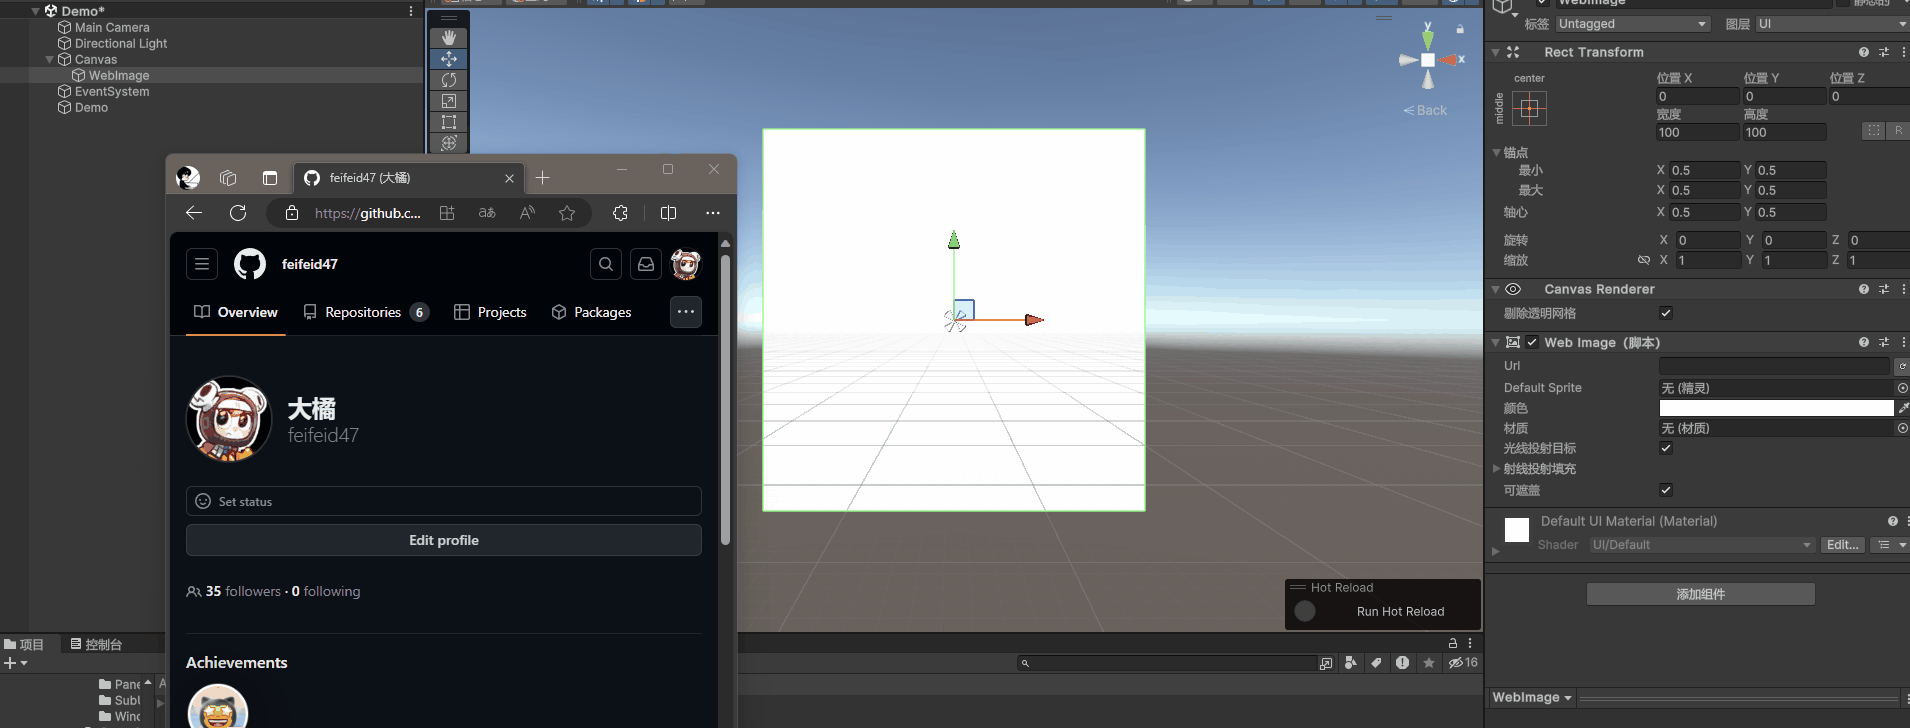 Demo*
Main Camera
Directional Light
Canvas
WebImage
EventSystem
Demo
y
x
Back
Hot Reload
Run Hot Reload
feifeid47 (大橘)
https://github.c...
feifeid47
Overview
Repositories 6
Projects
Packages
大橘
feifeid47
Set status
Edit profile
35 followers · 0 following
Achievements
项目
控制台
Pane
Subl
Winc
16
WebImage
静态的
标签 Untagged 图层 UI
Rect Transform
center
middle
位置 X 位置 Y 位置 Z
0 0 0
宽度 高度
100 100
R
锚点
最小 X 0.5 Y 0.5
最大 X 0.5 Y 0.5
轴心 X 0.5 Y 0.5
旋转 X 0 Y 0 Z 0
缩放 X 1 Y 1 Z 1
Canvas Renderer
剔除透明网格
Web Image (脚本)
Url
Default Sprite 无 (精灵)
颜色
材质 无 (材质)
光线投射目标
射线投射填充
可遮盖
Default UI Material (Material)
Shader UI/Default Edit...
添加组件
WebImage